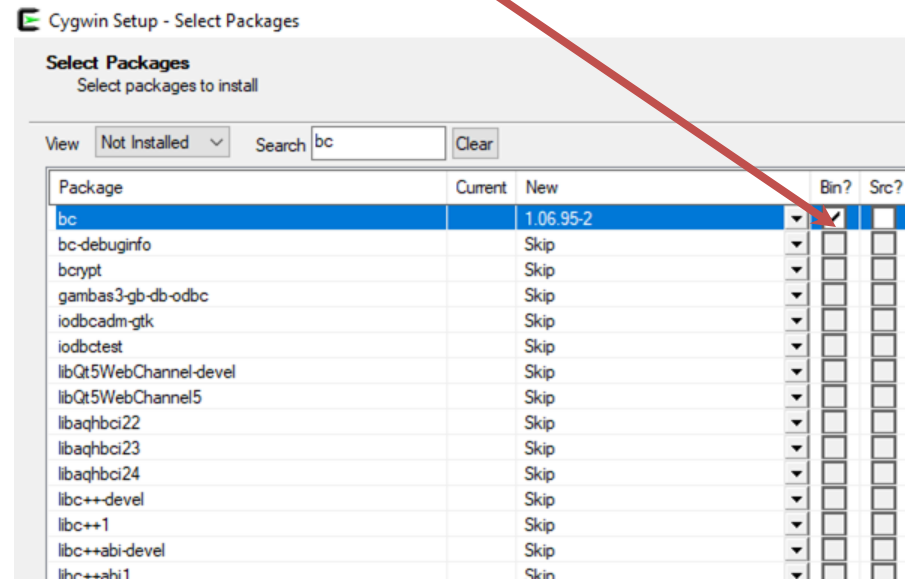 Cygwin Setup - Select Packages
Select Packages
Select packages to install
View Not Installed Search bc Clear
Package Current New Bin? Src?
bc 1.06.95-2
bc-debuginfo Skip
bcrypt Skip
gambas3-gb-db-odbc Skip
iodbcadm-gtk Skip
iodbctest Skip
libQt5WebChannel-devel Skip
libQt5WebChannel5 Skip
libaqhbci22 Skip
libaqhbci23 Skip
libaqhbci24 Skip
libc++-devel Skip
libc++1 Skip
libc++abi-devel Skip
libc++abi1 Skip